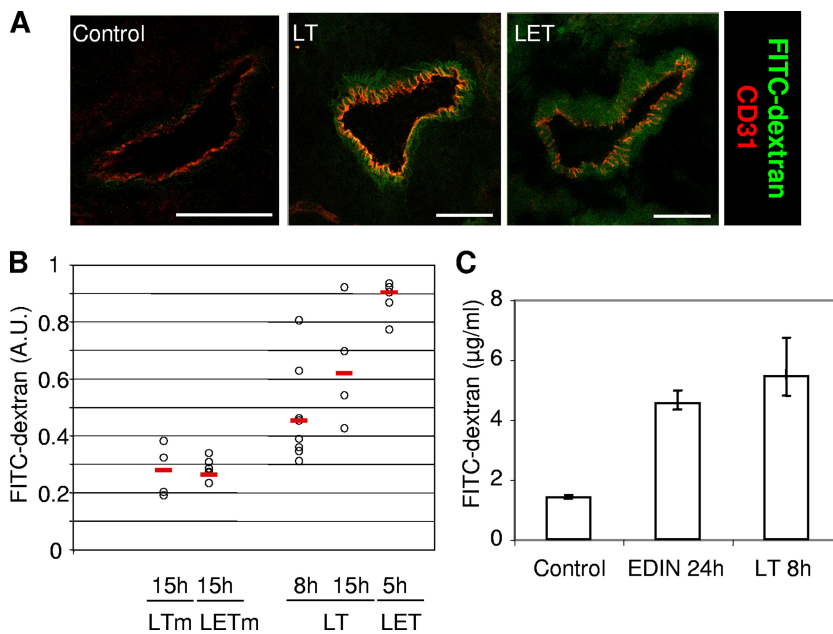 A
Control
LT
LET
FITC-dextran
CD31
B
FITC-dextran (A.U.)
1
0.8
0.6
0.4
0.2
0
15h 15h 8h 15h 5h
LTm LETm LT LET
C
FITC-dextran (µg/ml)
8
6
4
2
0
Control EDIN 24h LT 8h